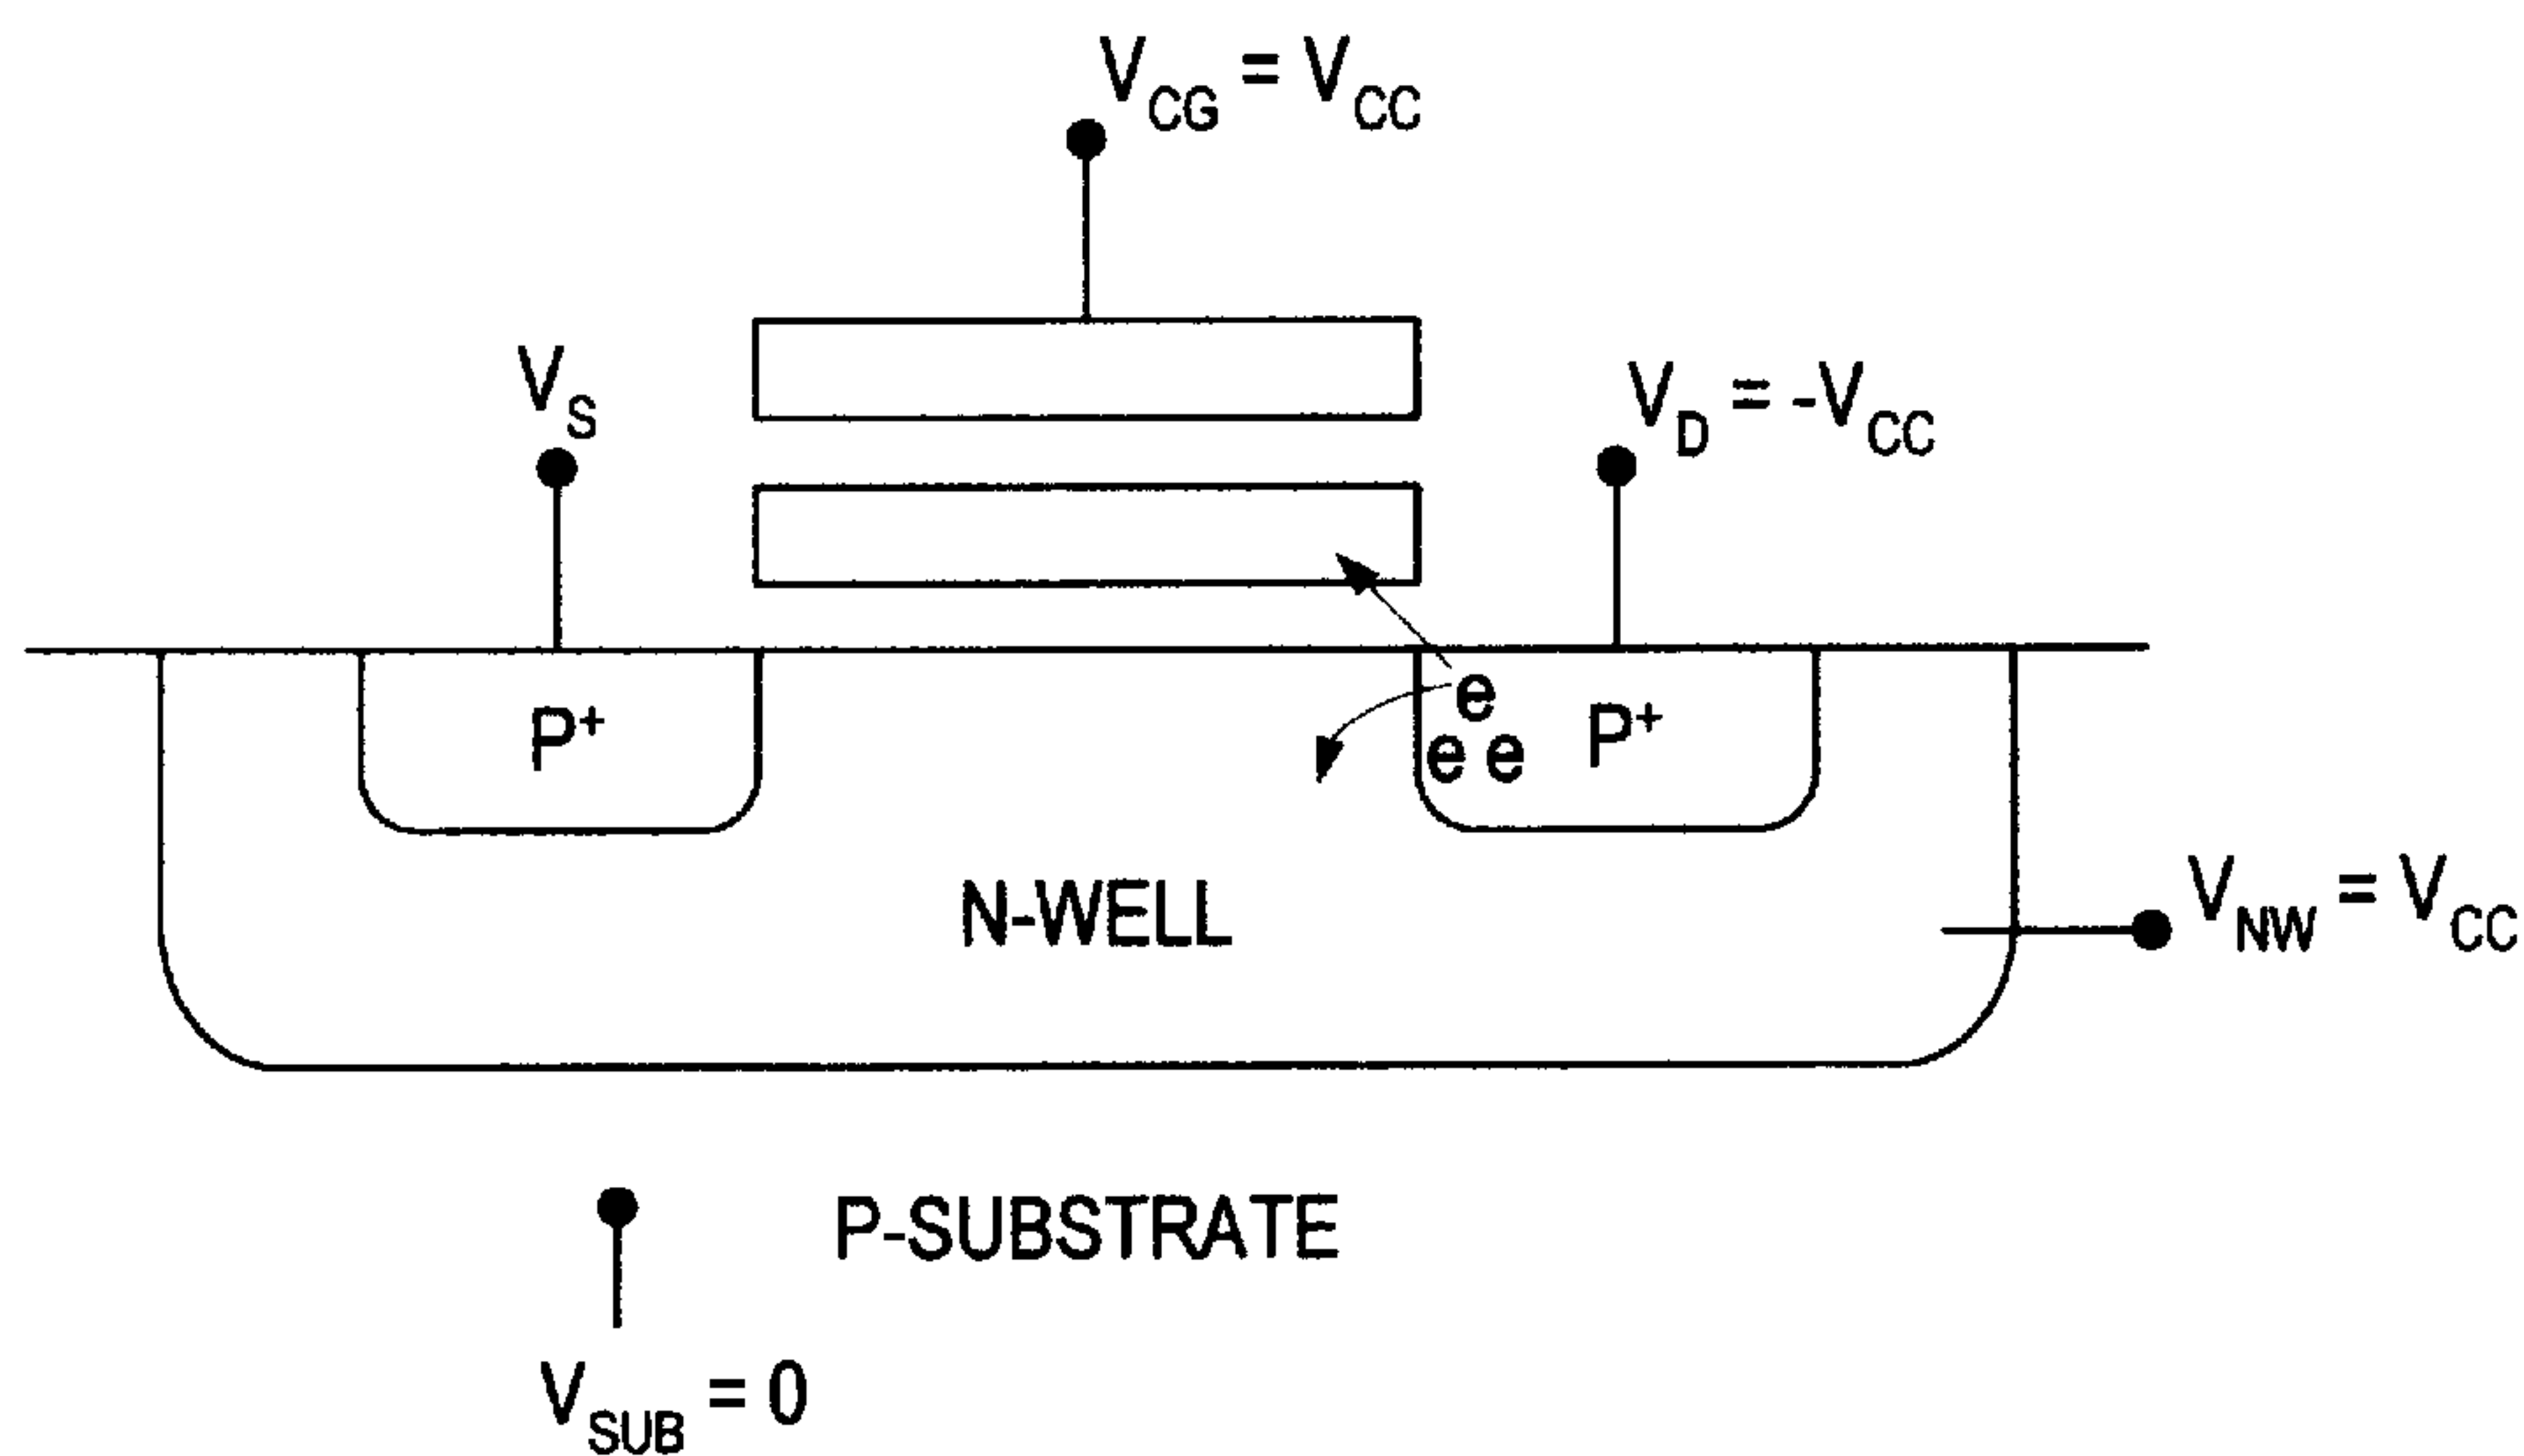 V_CG = V_CC
V_S
V_D = -V_CC
e
P+
e e
P+
N-WELL
V_NW = V_CC
P-SUBSTRATE
V_SUB = 0